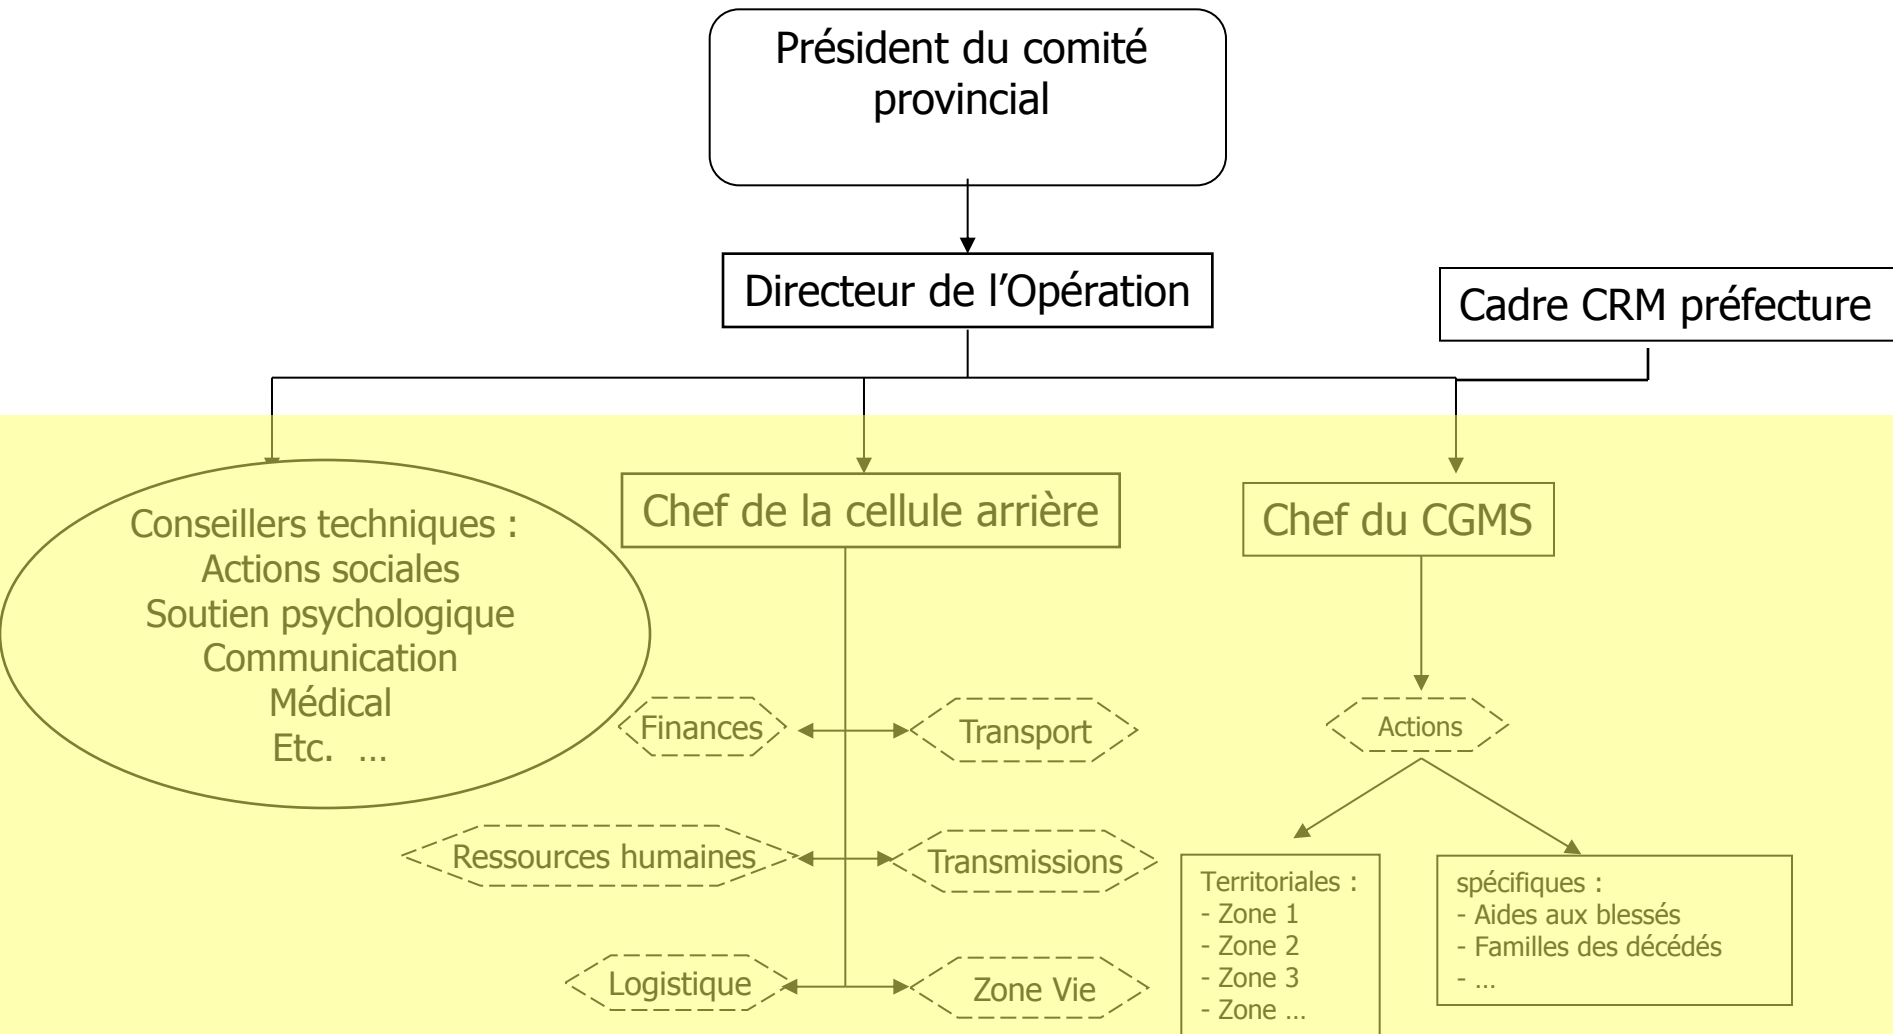 Président du comité
provincial
Directeur de l’Opération
Cadre CRM préfecture
Conseillers techniques :
Actions sociales
Soutien psychologique
Communication
Médical
Etc. …
Chef de la cellule arrière
Finances
Transport
Ressources humaines
Transmissions
Logistique
Zone Vie
Chef du CGMS
Actions
Territoriales :
- Zone 1
- Zone 2
- Zone 3
- Zone …
spécifiques :
- Aides aux blessés
- Familles des décédés
- …